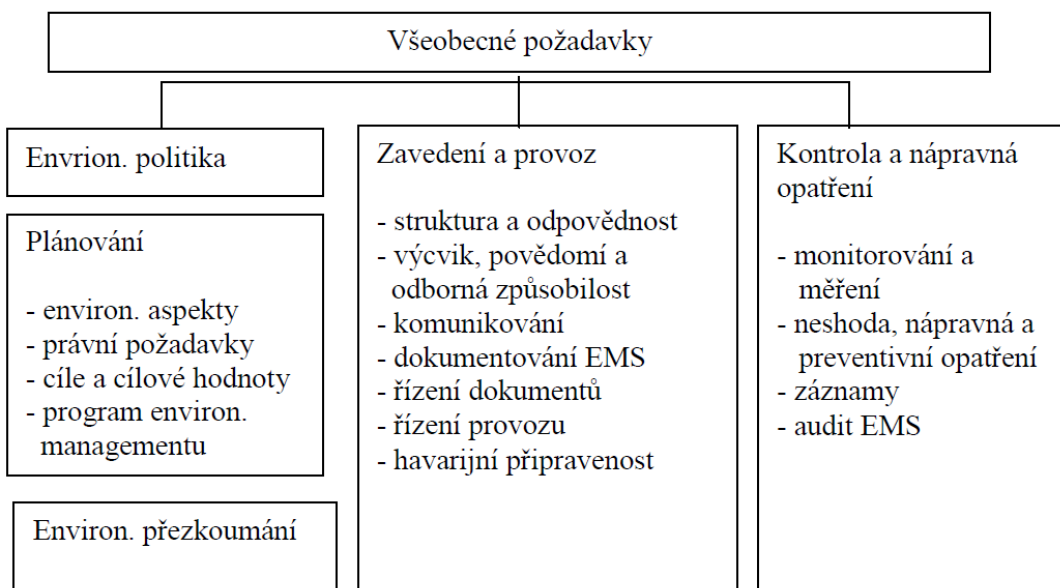 Všeobecné požadavky
Envrion. politika
Plánování
- environ. aspekty
- právní požadavky
- cíle a cílové hodnoty
- program environ.
managementu
Environ. přezkoumání
Zavedení a provoz
- struktura a odpovědnost
- výcvik, povědomí a
odborná způsobilost
- komunikování
- dokumentování EMS
- řízení dokumentů
- řízení provozu
- havarijní připravenost
Kontrola a nápravná
opatření
- monitorování a
měření
- neshoda, nápravná a
preventivní opatření
- záznamy
- audit EMS